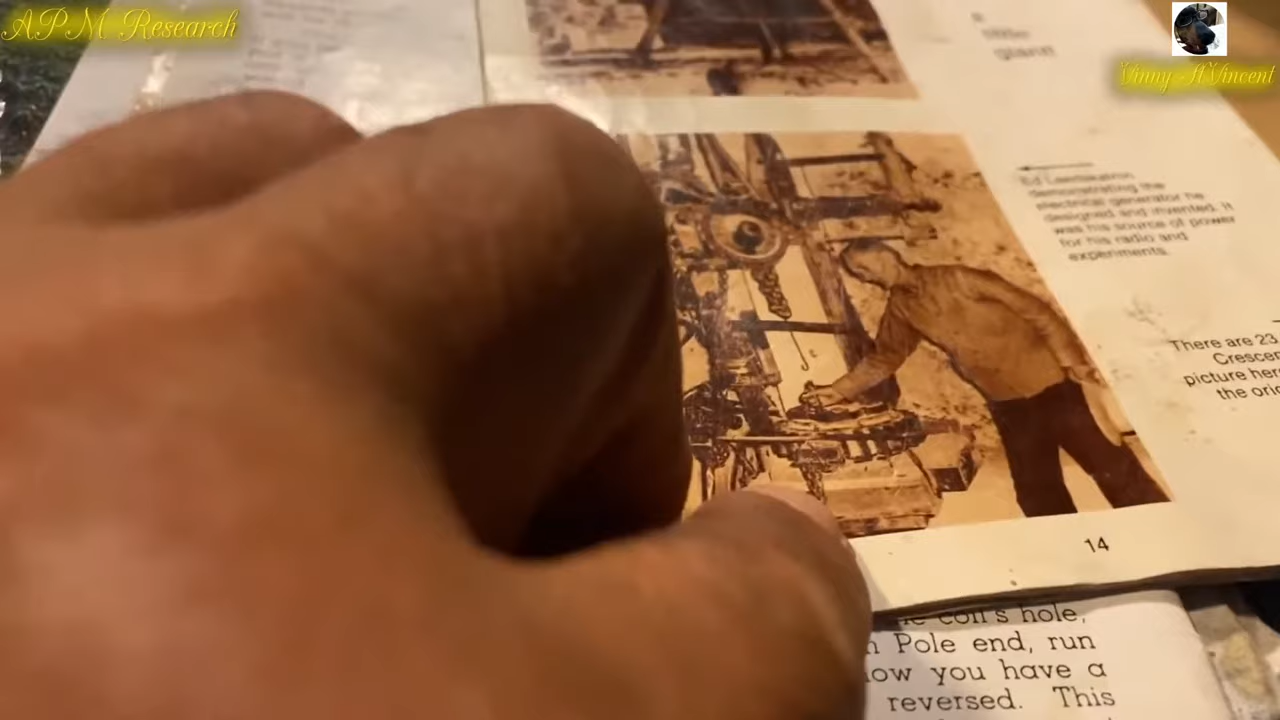 APM Research
Vinny StVincent
giant!
Ed Leedskalnin
demonstrating the
electrical generator he
designed and invented. It
was his source of power
for his radio and
experiments.
There are 23
Crescen
picture her
the orig
14
coil's hole,
Pole end, run
you have a
reversed. This